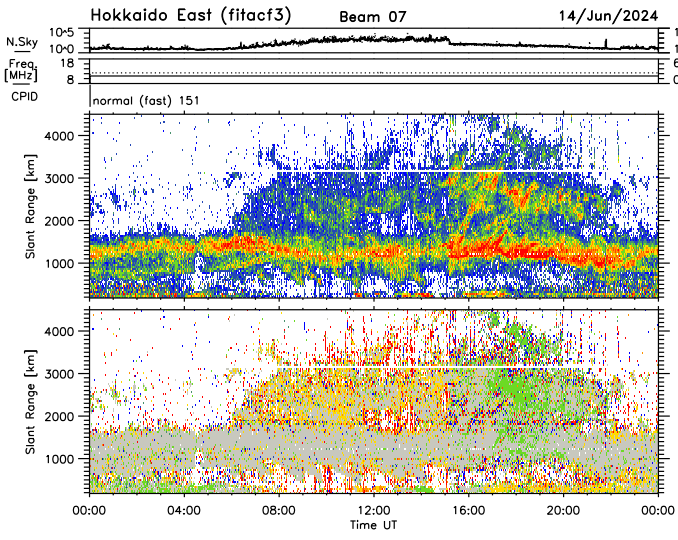 Hokkaido East (fitacf3) Beam 07 14/Jun/2024
N.Sky 10^5 10^0
Freq. [MHz] 18 8 6 0
CPID normal (fast) 151
Slant Range [km] 4000 3000 2000 1000
Slant Range [km] 4000 3000 2000 1000
00:00 04:00 08:00 12:00 16:00 20:00 00:00
Time UT